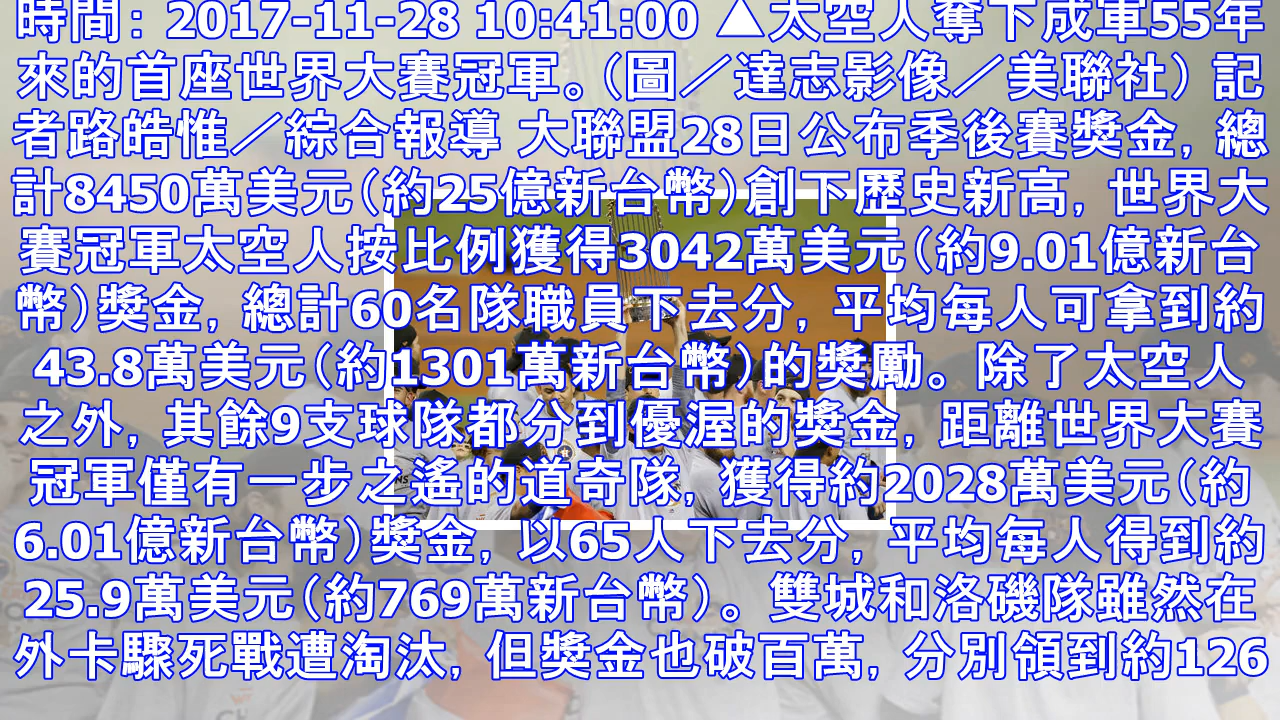 時間：2017-11-28 10:41:00 ▲太空人奪下成軍55年
來的首座世界大賽冠軍。（圖／達志影像／美聯社） 記
者路皓惟／綜合報導 大聯盟28日公布季後賽獎金，總
計8450萬美元（約25億新台幣）創下歷史新高，世界大
賽冠軍太空人按比例獲得3042萬美元（約9.01億新台
幣）獎金，總計60名隊職員下去分，平均每人可拿到約
43.8萬美元（約1301萬新台幣）的獎勵。 除了太空人
之外，其餘9支球隊都分到優渥的獎金，距離世界大賽
冠軍僅有一步之遙的道奇隊，獲得約2028萬美元（約
6.01億新台幣）獎金，以65人下去分，平均每人得到約
25.9萬美元（約769萬新台幣）。 雙城和洛磯隊雖然在
外卡驟死戰遭淘汰，但獎金也破百萬，分別領到約126